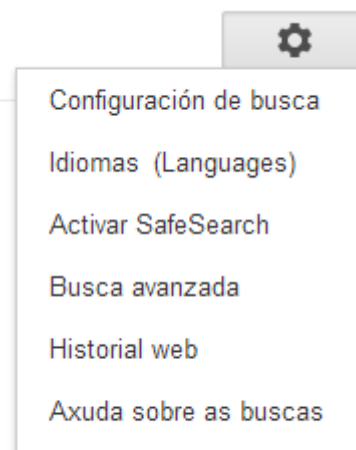 Configuración de busca
Idiomas (Languages)
Activar SafeSearch
Busca avanzada
Historial web
Axuda sobre as buscas